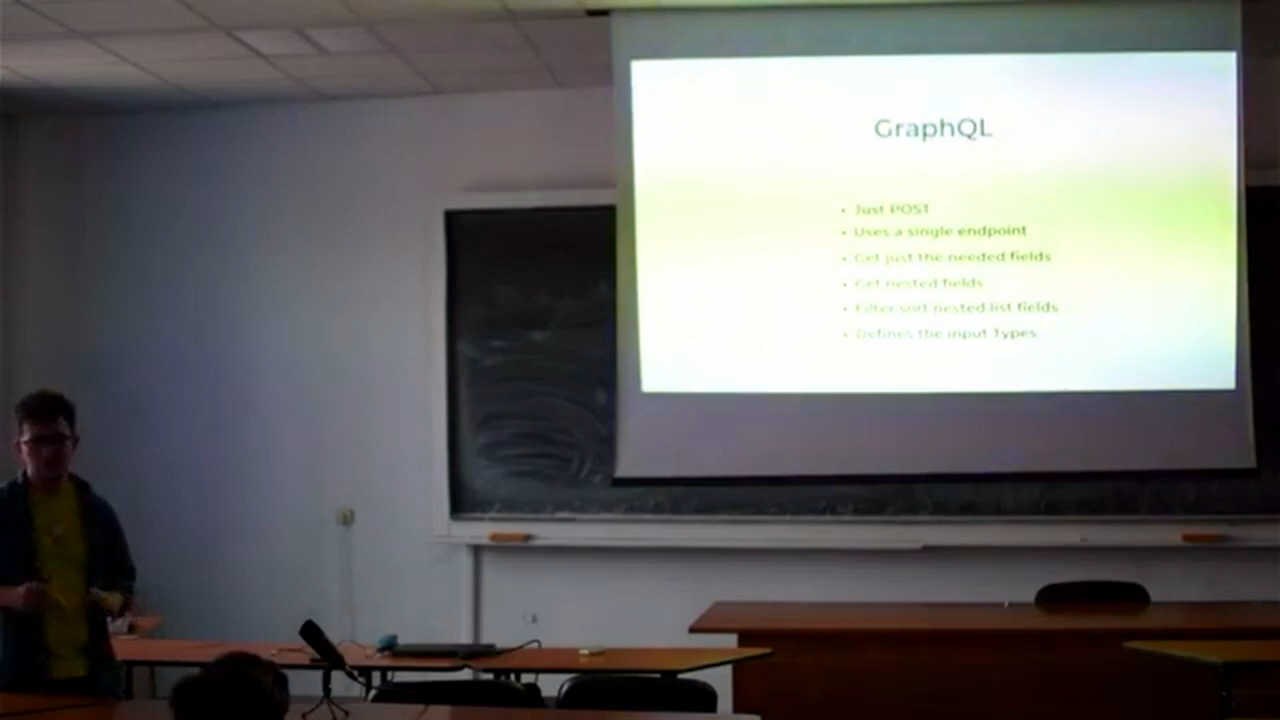 GraphQL
• Just POST
• Uses a single endpoint
• Get just the needed fields
• Get nested fields
• Filter sort nested list fields
• Defines the input Types